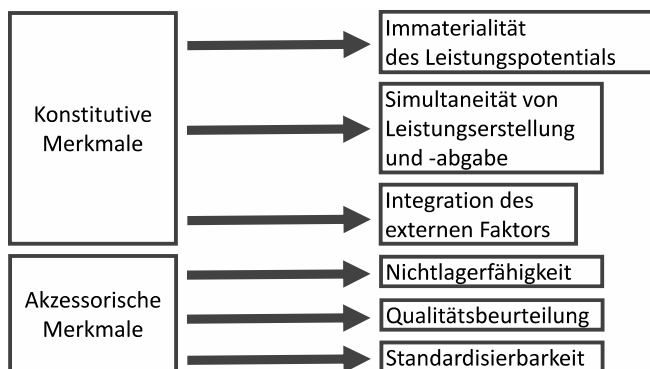 Konstitutive
Merkmale
Immaterialität
des Leistungspotentials
Simultaneität von
Leistungserstellung
und -abgabe
Integration des
externen Faktors
Akzessorische
Merkmale
Nichtlagerfähigkeit
Qualitätsbeurteilung
Standardisierbarkeit